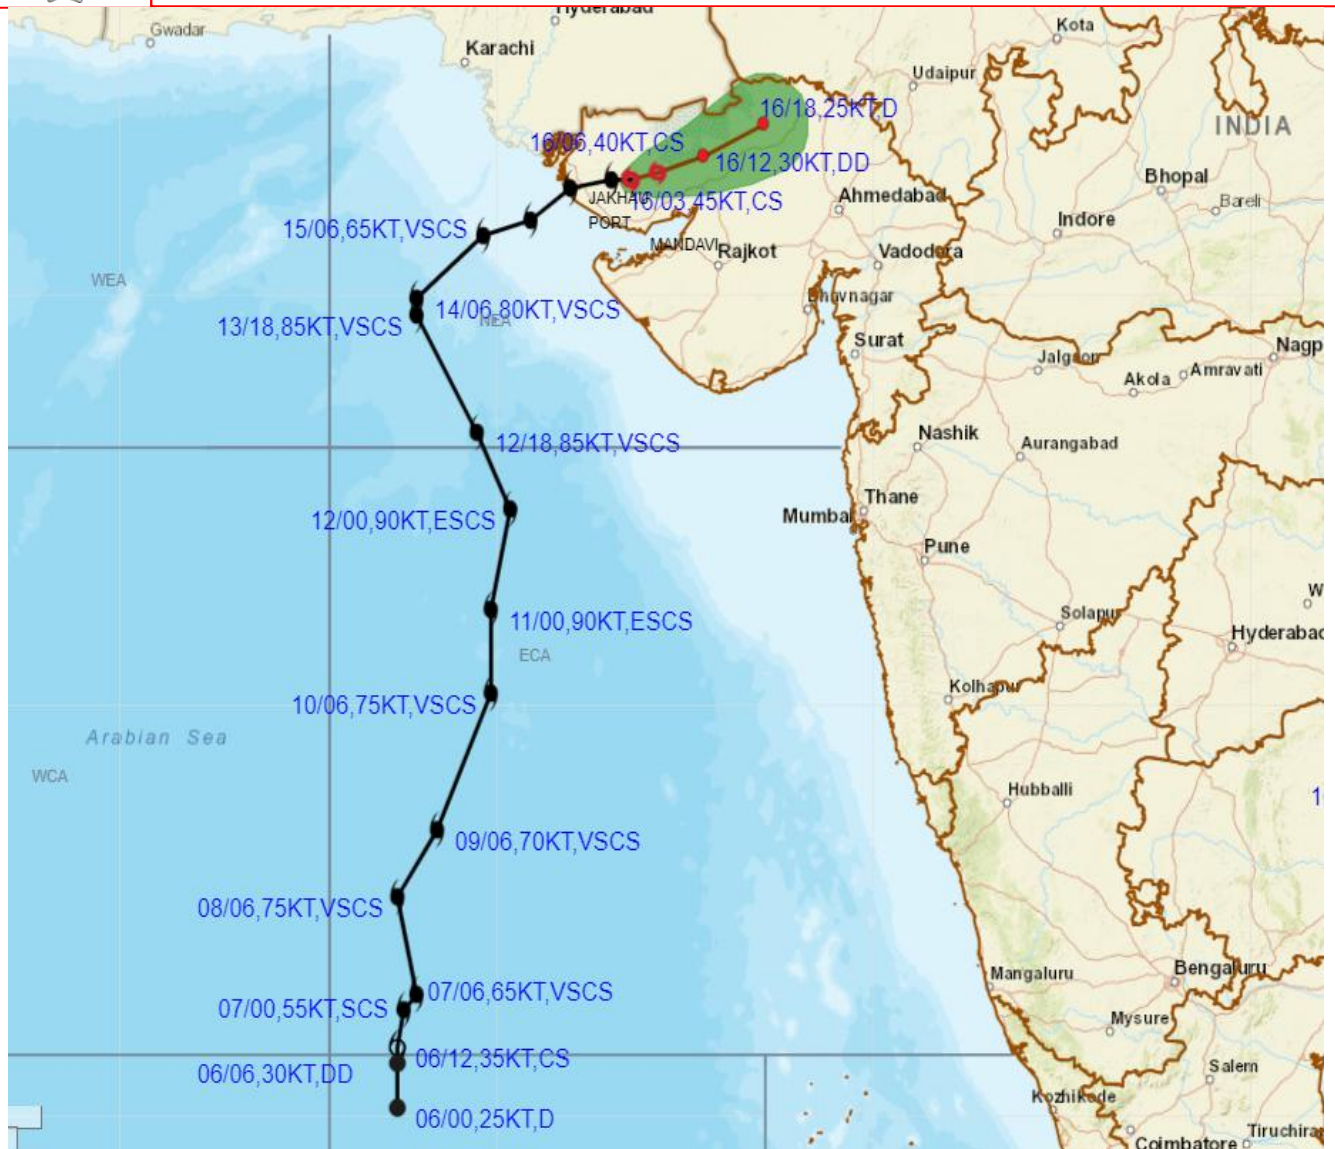 Hyderabad
Gwadar
Karachi
Kota
Udaipur
16/18,25KT,D
INDIA
16/06,40KT,CS
16/12,30KT,DD
Bhopal
JAKHAU
16/03,45KT,CS
Ahmedabad
Bareli
PORT
15/06,65KT,VSCS
Indore
MANDAVI
Rajkot
Vadodara
WEA
Bhavnagar
14/06,80KT,VSCS
NEA
13/18,85KT,VSCS
Surat
Nagp
Jalgaon
Amravati
Akola
12/18,85KT,VSCS
Nashik
Aurangabad
Thane
12/00,90KT,ESCS
Mumbai
Pune
W
Solapur
11/00,90KT,ESCS
Hyderabad
ECA
Kolhapur
10/06,75KT,VSCS
Arabian Sea
WCA
Hubballi
1
09/06,70KT,VSCS
08/06,75KT,VSCS
Bengaluru
Mangaluru
07/06,65KT,VSCS
07/00,55KT,SCS
Mysure
06/12,35KT,CS
06/06,30KT,DD
Salem
Kozhikode
06/00,25KT,D
Tiruchira
Coimbatore